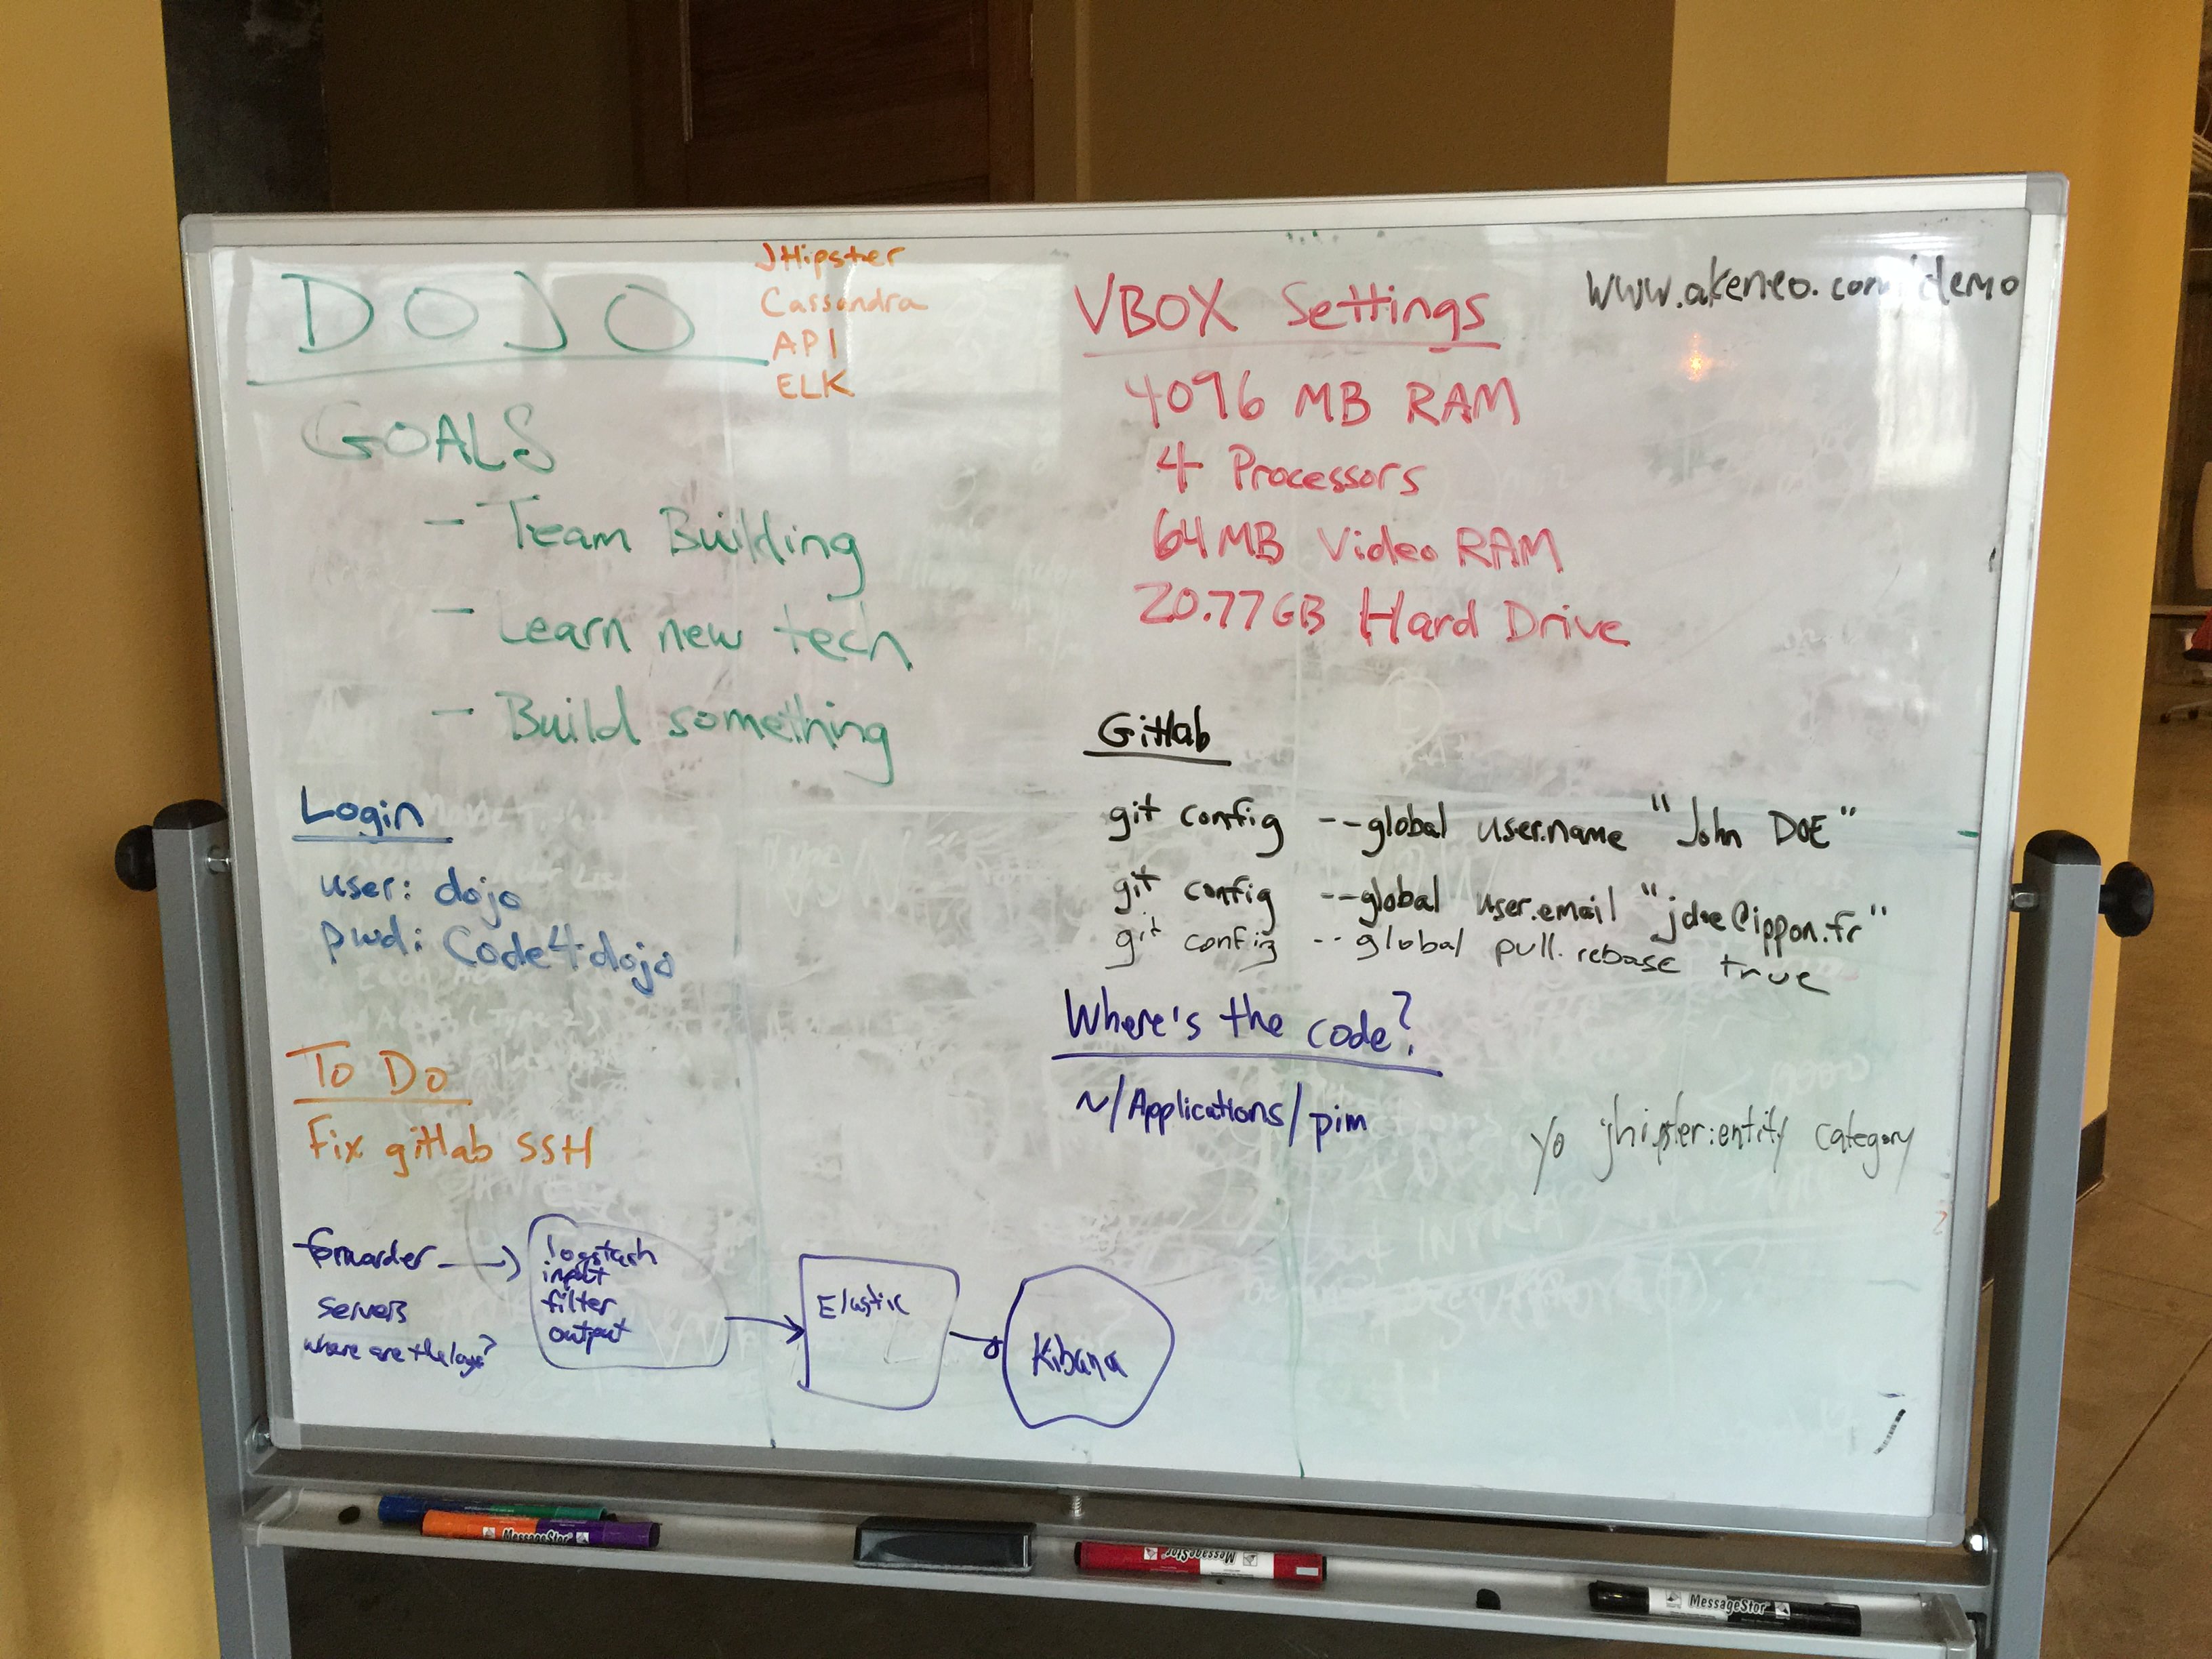 DOJO
JHipster
Cassandra
API
ELK
GOALS
- Team Building
- Learn new tech
- Build something
Login
user: dojo
pwd: Code4dojo
To Do
Fix gitlab SSH
forwarder
servers
where are the logs?
logstash
input
filter
output
Elastic
Kibana
VBOX Settings
4096 MB RAM
4 Processors
64 MB Video RAM
20.77GB Hard Drive
www.akeneo.com/demo
Gitlab
git config --global user.name "John DOE"
git config --global user.email "jdoe@ippon.fr"
git config --global pull.rebase true
Where's the code?
~/Applications/pim
yo jhipster:entity category
MessageStor
MessageStor
MessageStor